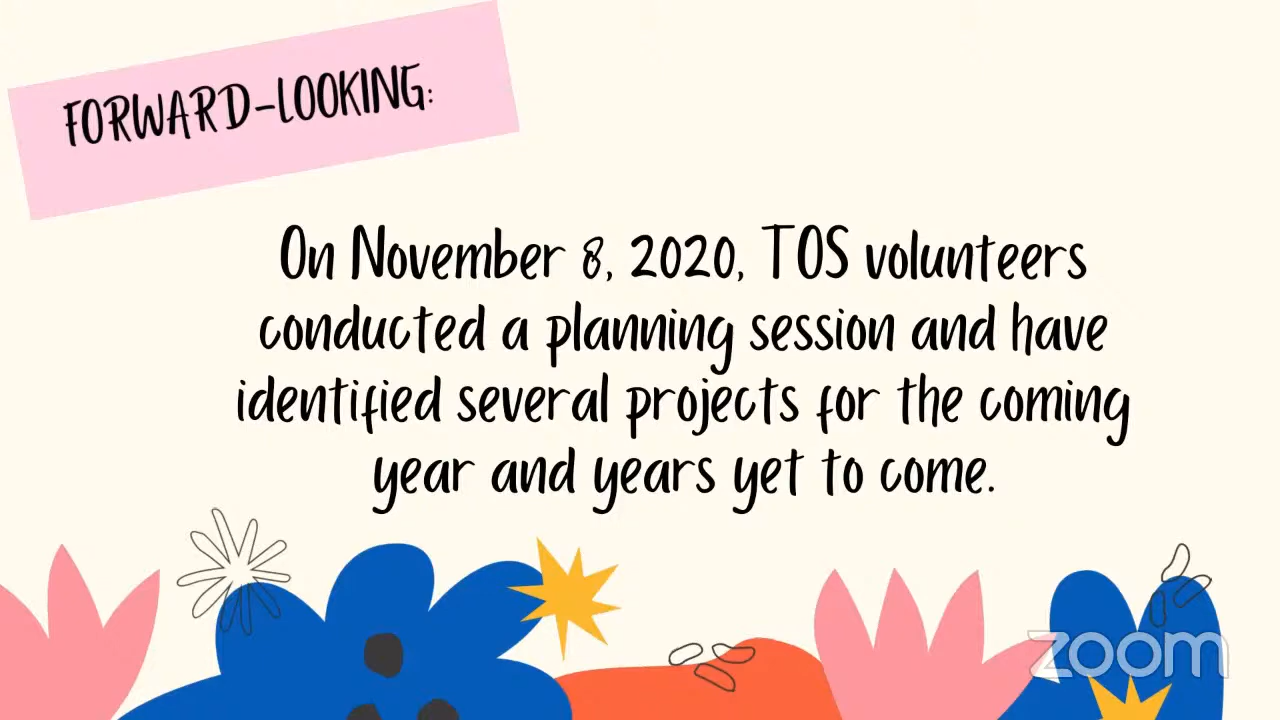 FORWARD-LOOKING:
On November 8, 2020, TOS volunteers
conducted a planning session and have
identified several projects for the coming
year and years yet to come.
zoom